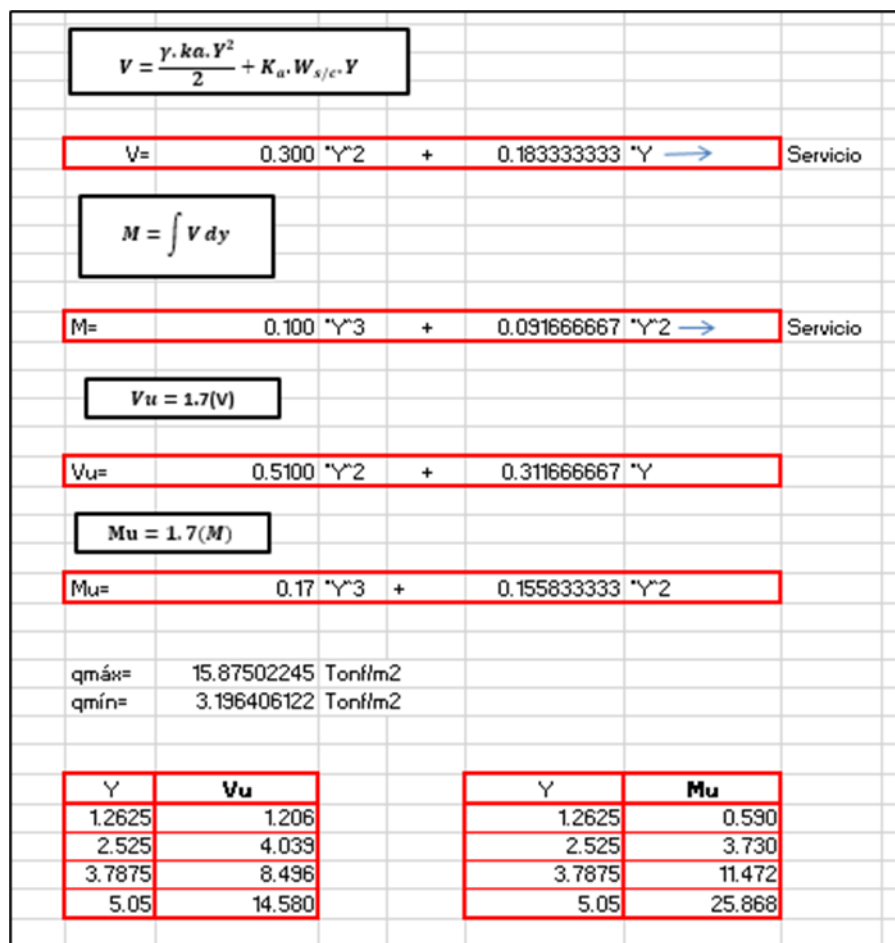 V = γ.ka.Y²/2 + Kₐ.W_{s/c}.Y
V= 0.300 *Y^2 + 0.183333333 *Y → Servicio
M = ∫ V dy
M= 0.100 *Y^3 + 0.091666667 *Y^2 → Servicio
Vu = 1.7(V)
Vu= 0.5100 *Y^2 + 0.311666667 *Y
Mu = 1.7(M)
Mu= 0.17 *Y^3 + 0.155833333 *Y^2
qmáx= 15.87502245 Tonf/m2
qmín= 3.196406122 Tonf/m2
Y Vu Y Mu
1.2625 1.206 1.2625 0.590
2.525 4.039 2.525 3.730
3.7875 8.496 3.7875 11.472
5.05 14.580 5.05 25.868